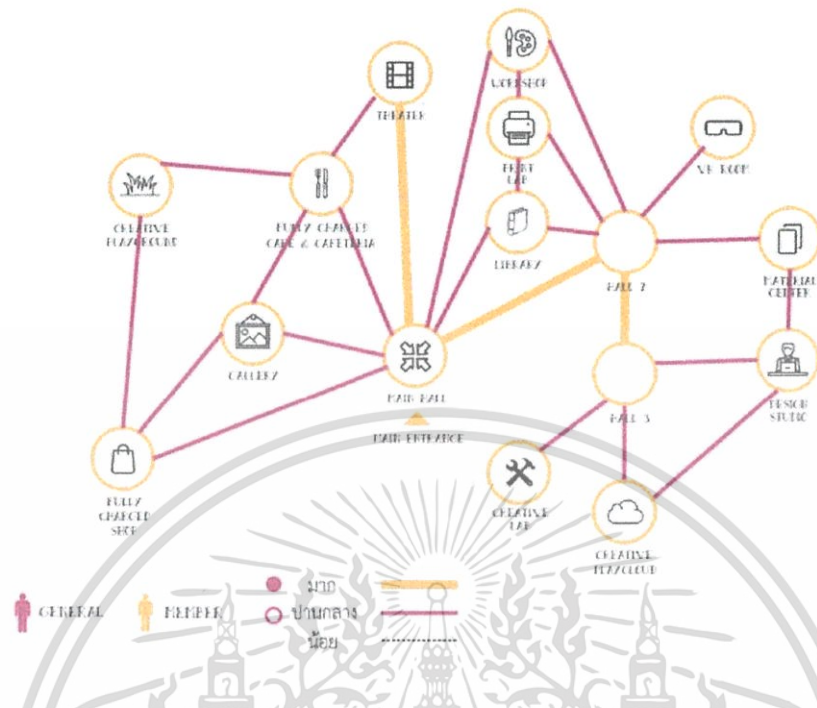 WORKSHOP
THEATER
PRINT
LAB
VR ROOM
CREATIVE
PLAYGROUND
FULLY CHARGED
CAFE & CAFETERIA
LIBRARY
HALL 2
MATERIAL
CENTER
GALLERY
MAIN HALL
MAIN ENTRANCE
HALL 3
DESIGN
STUDIO
FULLY
CHARGED
SHOP
CREATIVE
LAB
CREATIVE
PLAYCLOUD
GENERAL
MEMBER
มาก
ปานกลาง
น้อย